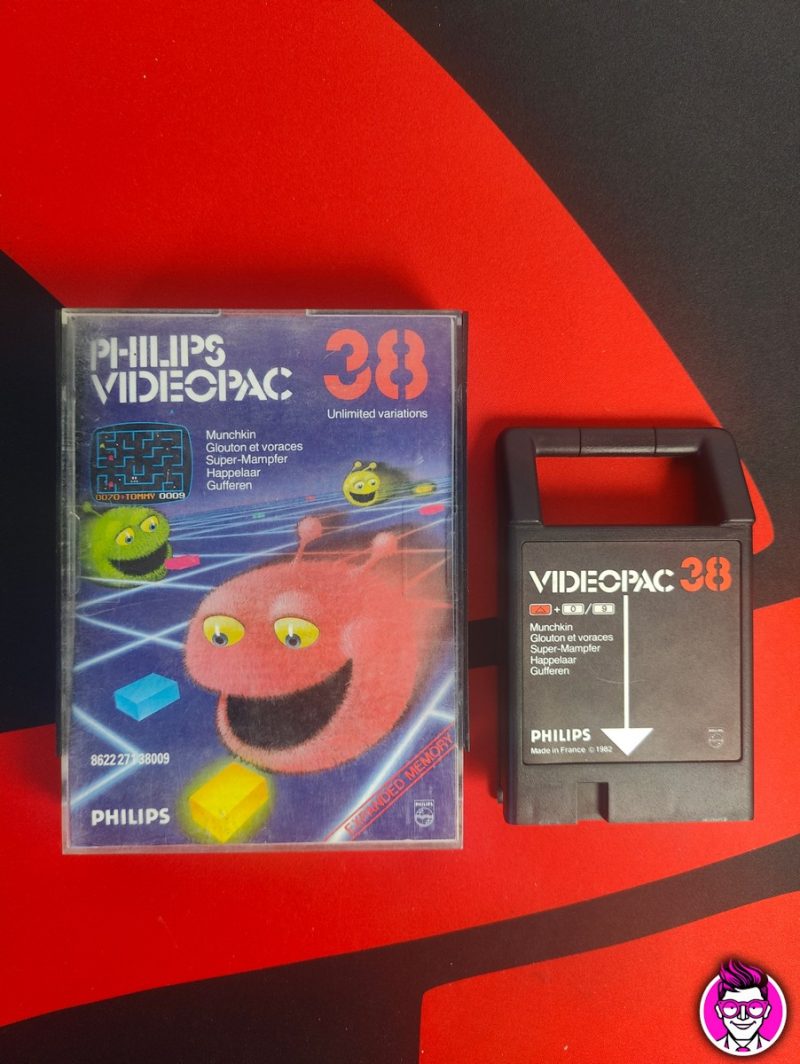 PHILIPS
VIDEOPAC
38
Unlimited variations
Munchkin
Glouton et voraces
Super-Mampfer
Happelaar
Gufferen
0020+TOMMY 0009
8622 271 38009
PHILIPS
EXPANDED MEMORY
PHILIPS
VIDEOPAC 38
+ 0 / 9
Munchkin
Glouton et voraces
Super-Mampfer
Happelaar
Gufferen
PHILIPS
Made in France © 1982